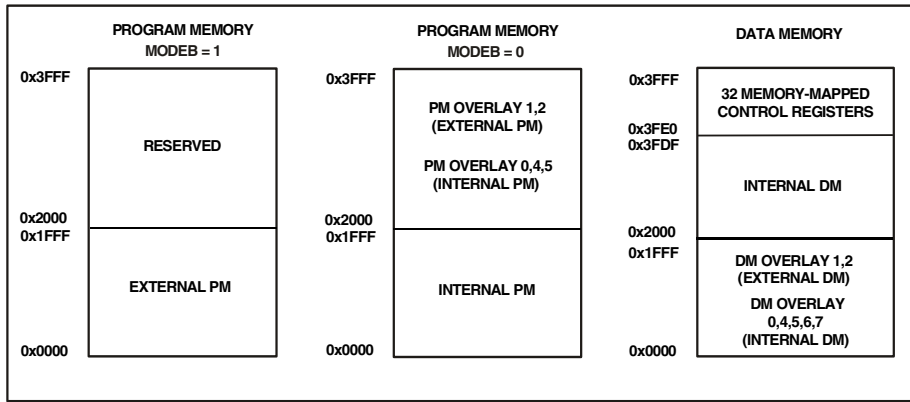 PROGRAM MEMORY
MODEB = 1
0x3FFF
RESERVED
0x2000
0x1FFF
EXTERNAL PM
0x0000
PROGRAM MEMORY
MODEB = 0
0x3FFF
PM OVERLAY 1,2
(EXTERNAL PM)
PM OVERLAY 0,4,5
(INTERNAL PM)
0x2000
0x1FFF
INTERNAL PM
0x0000
DATA MEMORY
0x3FFF
32 MEMORY-MAPPED
CONTROL REGISTERS
0x3FE0
0x3FDF
INTERNAL DM
0x2000
0x1FFF
DM OVERLAY 1,2
(EXTERNAL DM)
DM OVERLAY
0,4,5,6,7
(INTERNAL DM)
0x0000